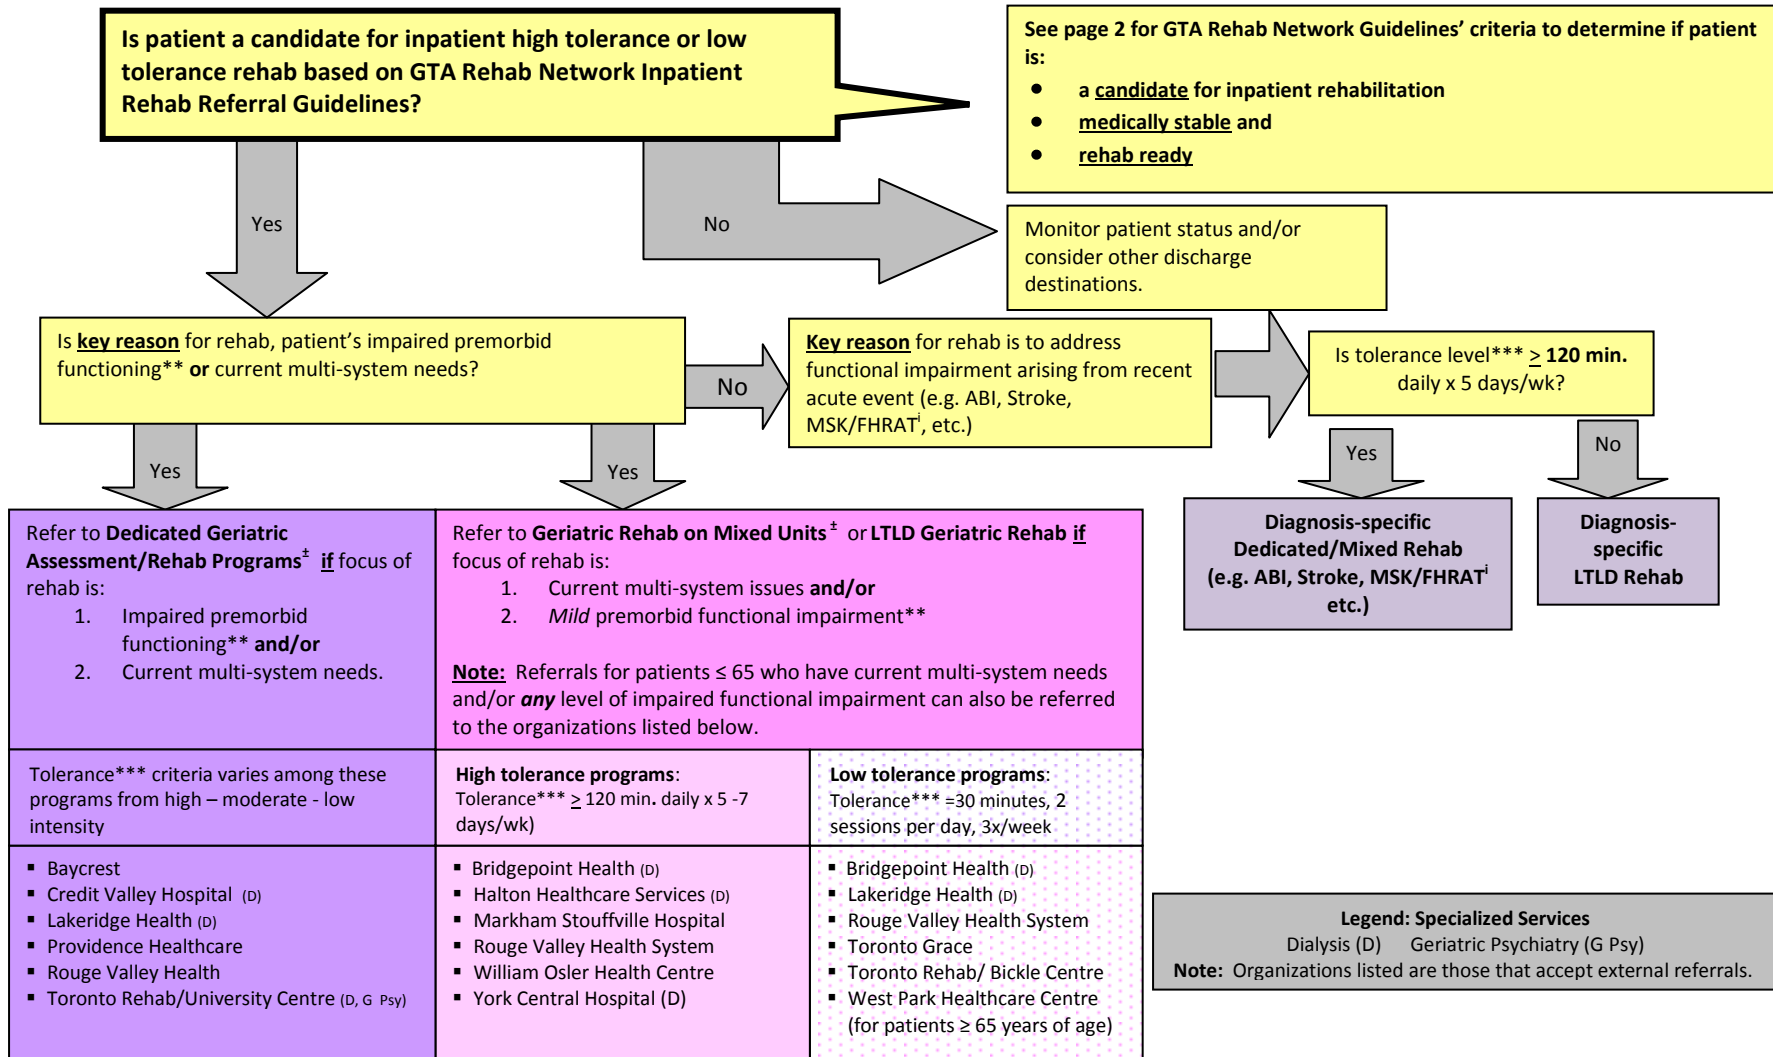 Is patient a candidate for inpatient high tolerance or low
tolerance rehab based on GTA Rehab Network Inpatient
Rehab Referral Guidelines?
See page 2 for GTA Rehab Network Guidelines’ criteria to determine if patient
is:
● a candidate for inpatient rehabilitation
● medically stable and
● rehab ready
Yes
No
Monitor patient status and/or
consider other discharge
destinations.
Is key reason for rehab, patient’s impaired premorbid
functioning** or current multi-system needs?
No
Key reason for rehab is to address
functional impairment arising from recent
acute event (e.g. ABI, Stroke,
MSK/FHRATⁱ, etc.)
Is tolerance level*** ≥ 120 min.
daily x 5 days/wk?
Yes
Yes
Yes
No
Refer to Dedicated Geriatric
Assessment/Rehab Programs± if focus of
rehab is:
1. Impaired premorbid
functioning** and/or
2. Current multi-system needs.
Refer to Geriatric Rehab on Mixed Units± or LTLD Geriatric Rehab if
focus of rehab is:
1. Current multi-system issues and/or
2. Mild premorbid functional impairment**
Note: Referrals for patients ≤ 65 who have current multi-system needs
and/or any level of impaired functional impairment can also be referred
to the organizations listed below.
Diagnosis-specific
Dedicated/Mixed Rehab
(e.g. ABI, Stroke, MSK/FHRATⁱ
etc.)
Diagnosis-
specific
LTLD Rehab
Tolerance*** criteria varies among these
programs from high – moderate - low
intensity
High tolerance programs:
Tolerance*** ≥ 120 min. daily x 5 -7
days/wk)
Low tolerance programs:
Tolerance*** =30 minutes, 2
sessions per day, 3x/week
▪ Baycrest
▪ Credit Valley Hospital (D)
▪ Lakeridge Health (D)
▪ Providence Healthcare
▪ Rouge Valley Health
▪ Toronto Rehab/University Centre (D, G Psy)
▪ Bridgepoint Health (D)
▪ Halton Healthcare Services (D)
▪ Markham Stouffville Hospital
▪ Rouge Valley Health System
▪ William Osler Health Centre
▪ York Central Hospital (D)
▪ Bridgepoint Health (D)
▪ Lakeridge Health (D)
▪ Rouge Valley Health System
▪ Toronto Grace
▪ Toronto Rehab/ Bickle Centre
▪ West Park Healthcare Centre
(for patients ≥ 65 years of age)
Legend: Specialized Services
Dialysis (D) Geriatric Psychiatry (G Psy)
Note: Organizations listed are those that accept external referrals.